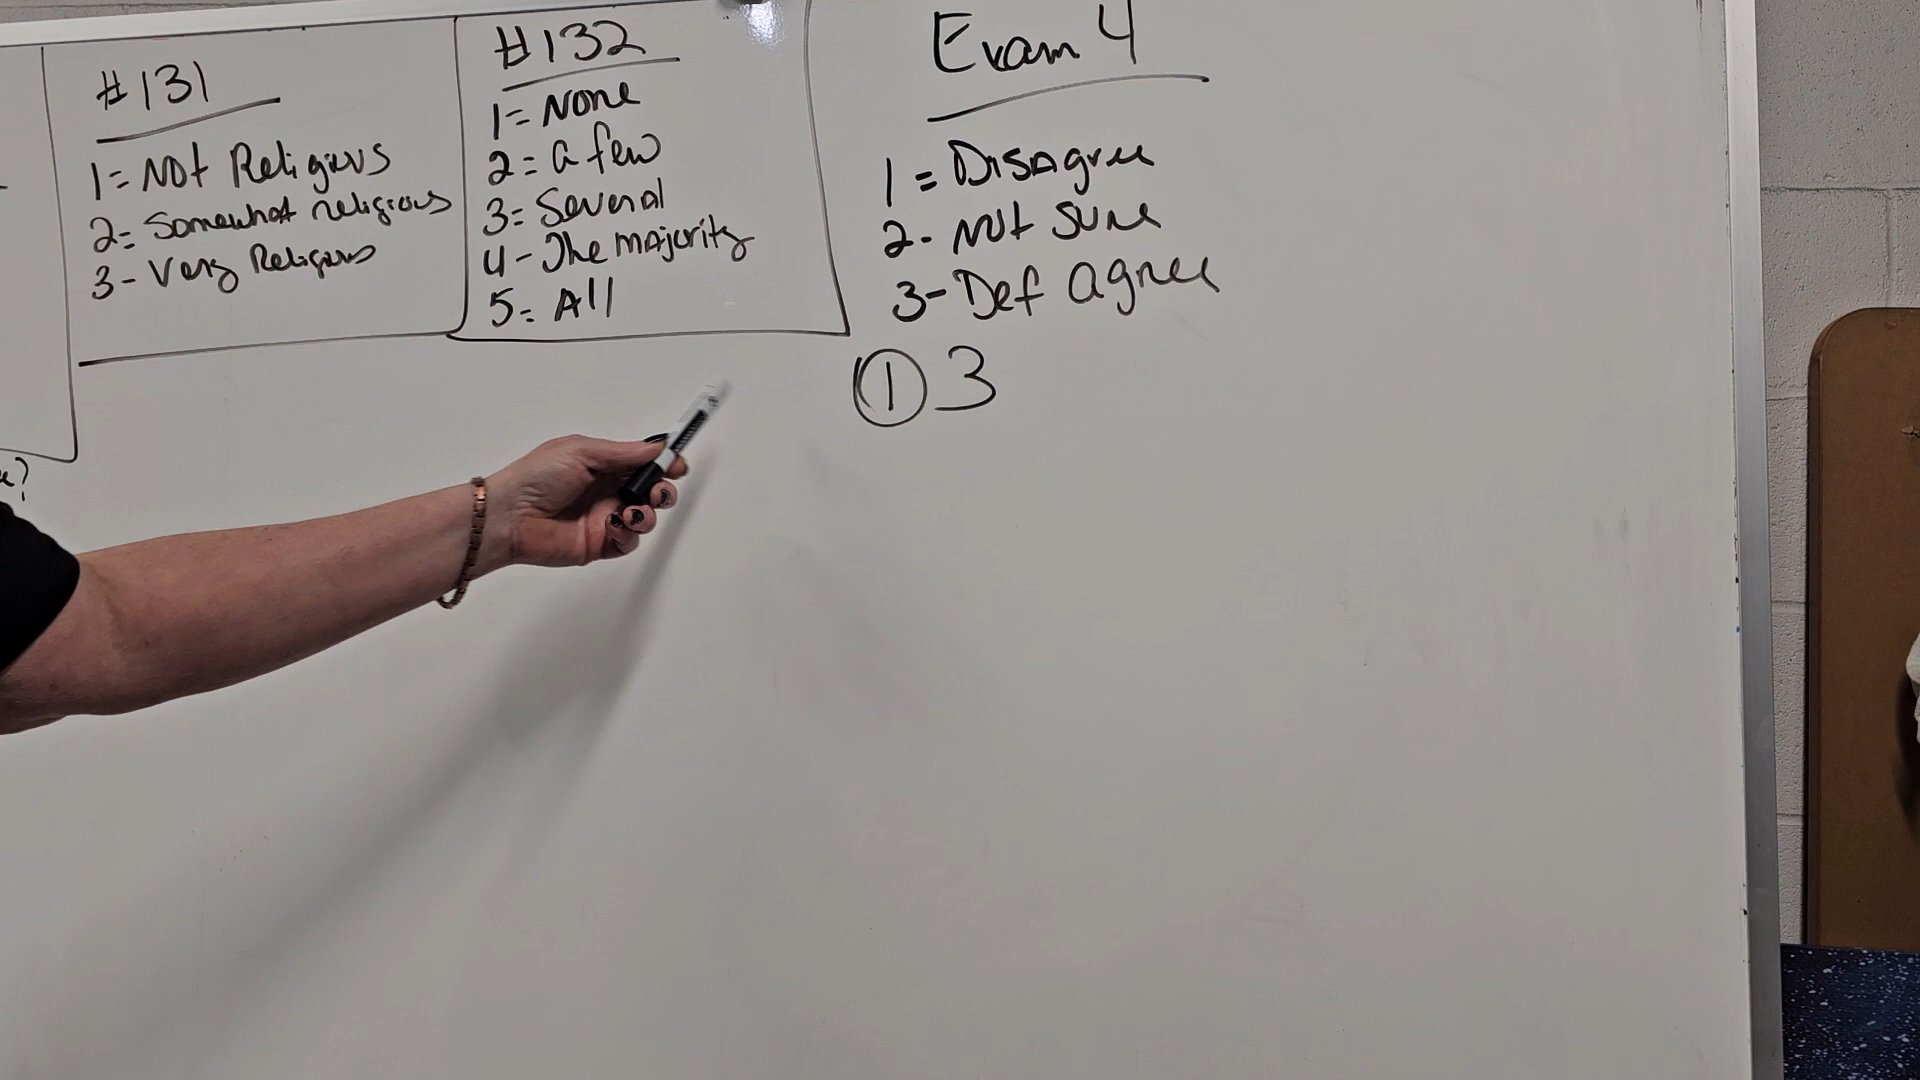 #131
1= Not Religious
2= Somewhat religious
3- Very Religious
#132
1= None
2= a few
3= Several
4- The majority
5= All
Exam 4
1 = Disagree
2- Not Sure
3- Def agree
① 3